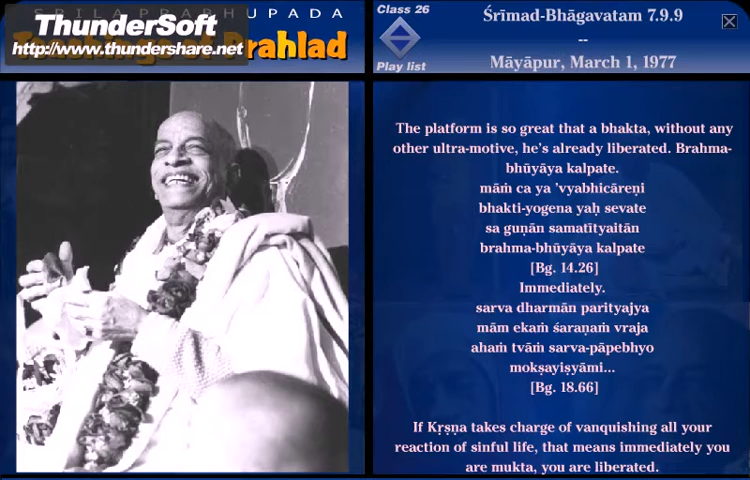 SRILA PRABHUPADA
ThunderSoft
http://www.thundershare.net
Prahlad
Class 26
Play list
Śrīmad-Bhāgavatam 7.9.9
--
Māyāpur, March 1, 1977
The platform is so great that a bhakta, without any
other ultra-motive, he's already liberated. Brahma-
bhūyāya kalpate.
māṁ ca ya 'vyabhicāreṇi
bhakti-yogena yaḥ sevate
sa guṇān samatītyaitān
brahma-bhūyāya kalpate
[Bg. 14.26]
Immediately.
sarva dharmān parityajya
mām ekaṁ śaraṇaṁ vraja
ahaṁ tvāṁ sarva-pāpebhyo
mokṣayiṣyāmi...
[Bg. 18.66]
If Kṛṣṇa takes charge of vanquishing all your
reaction of sinful life, that means immediately you
are mukta, you are liberated.